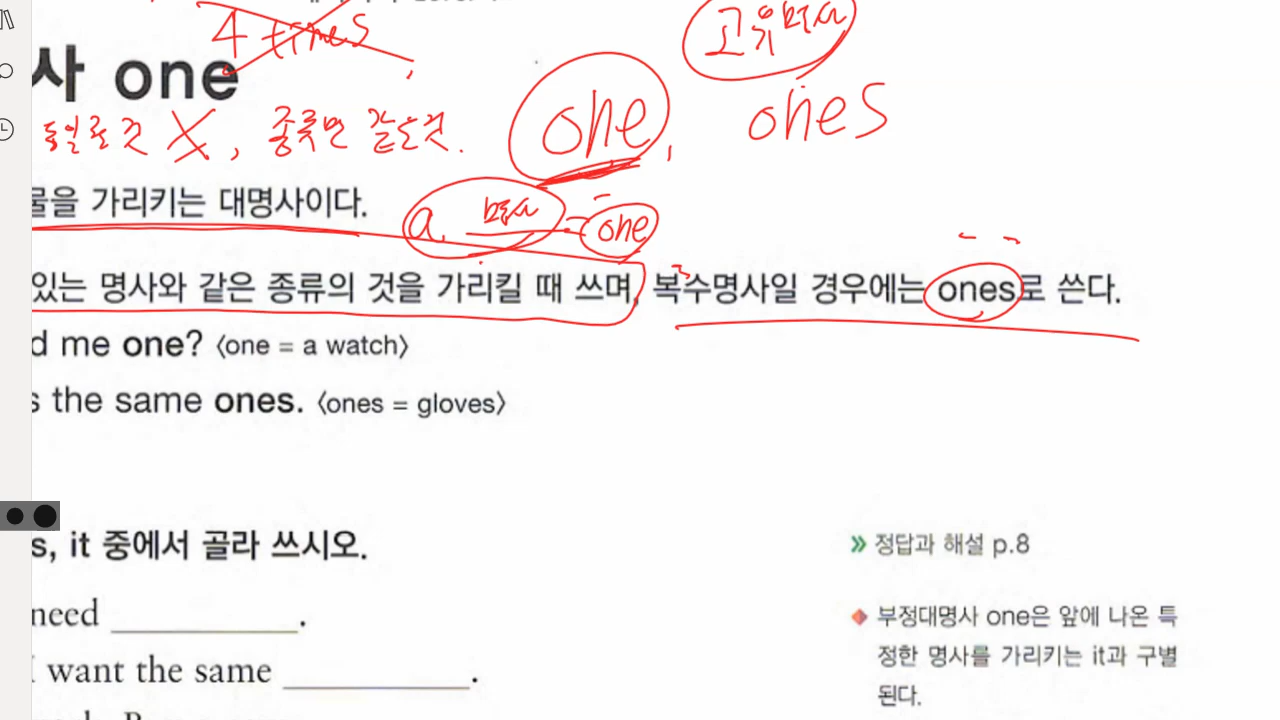 4 times
고유명사
사 one
one, ones
동일한 것 X, 종류만 같은 것.
물을 가리키는 대명사이다.
a 명사 = one
있는 명사와 같은 종류의 것을 가리킬 때 쓰며, 복수명사일 경우에는 ones로 쓴다.
d me one? 〈one = a watch〉
s the same ones. 〈ones = gloves〉
s, it 중에서 골라 쓰시오.
» 정답과 해설 p.8
need ________.
부정대명사 one은 앞에 나온 특
정한 명사를 가리키는 it과 구별
된다.
I want the same ________.